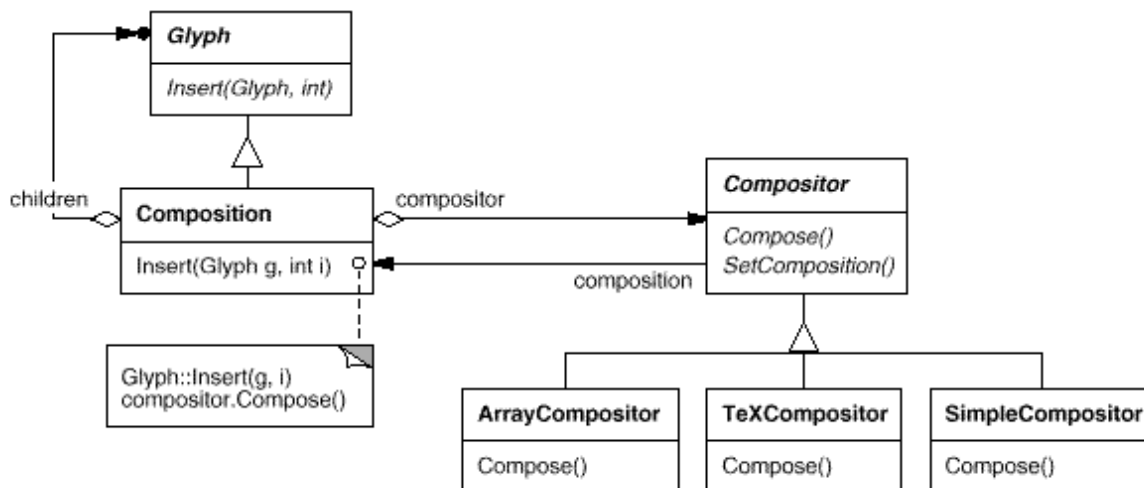 Glyph
Insert(Glyph, int)
children
Composition
Insert(Glyph g, int i)
compositor
composition
Compositor
Compose()
SetComposition()
Glyph::Insert(g, i)
compositor.Compose()
ArrayCompositor
Compose()
TeXCompositor
Compose()
SimpleCompositor
Compose()